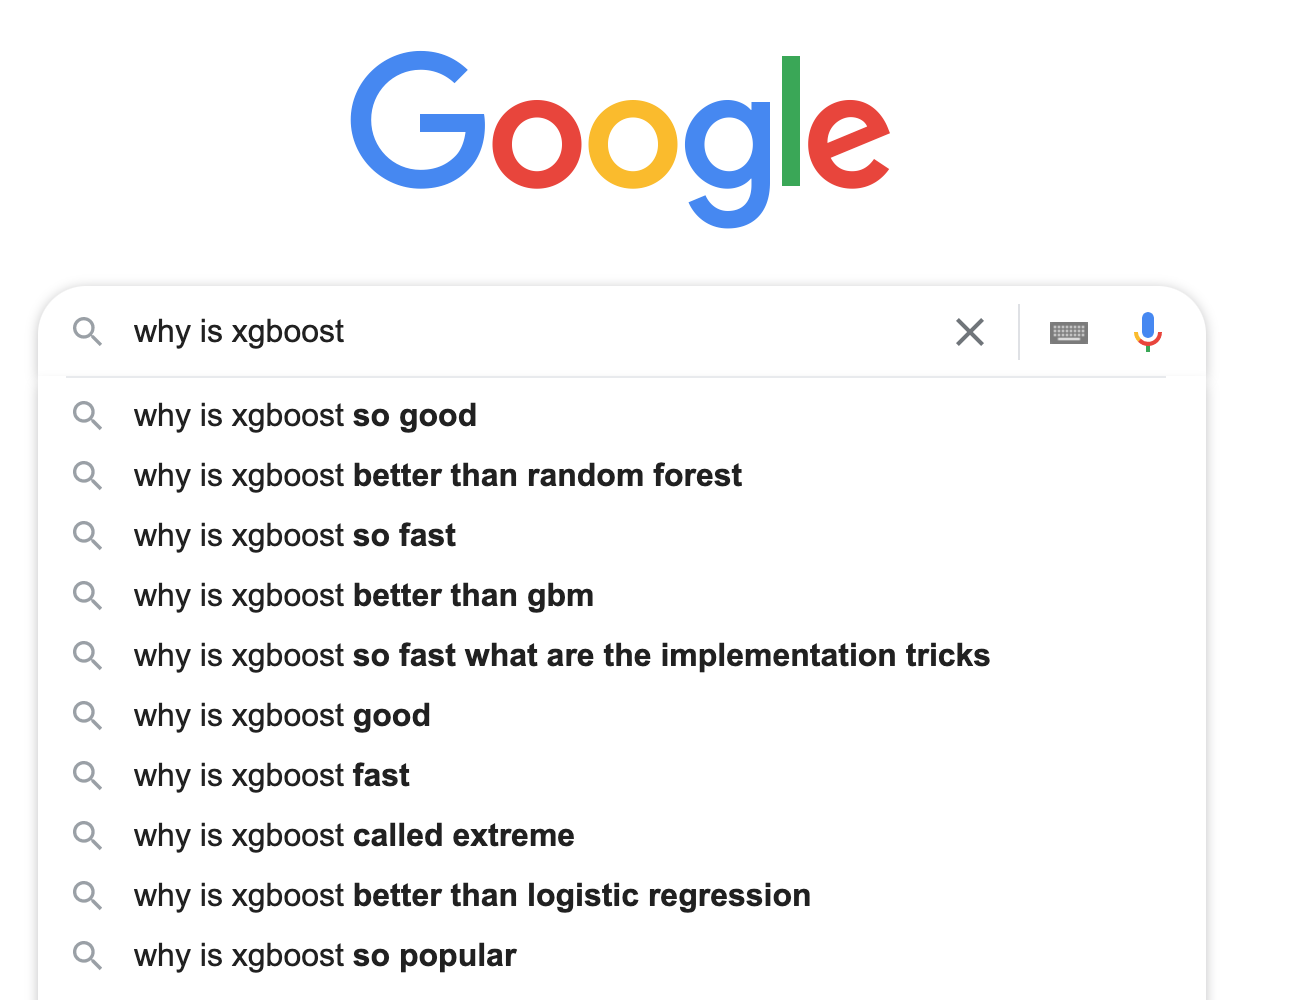 Google
why is xgboost
why is xgboost so good
why is xgboost better than random forest
why is xgboost so fast
why is xgboost better than gbm
why is xgboost so fast what are the implementation tricks
why is xgboost good
why is xgboost fast
why is xgboost called extreme
why is xgboost better than logistic regression
why is xgboost so popular